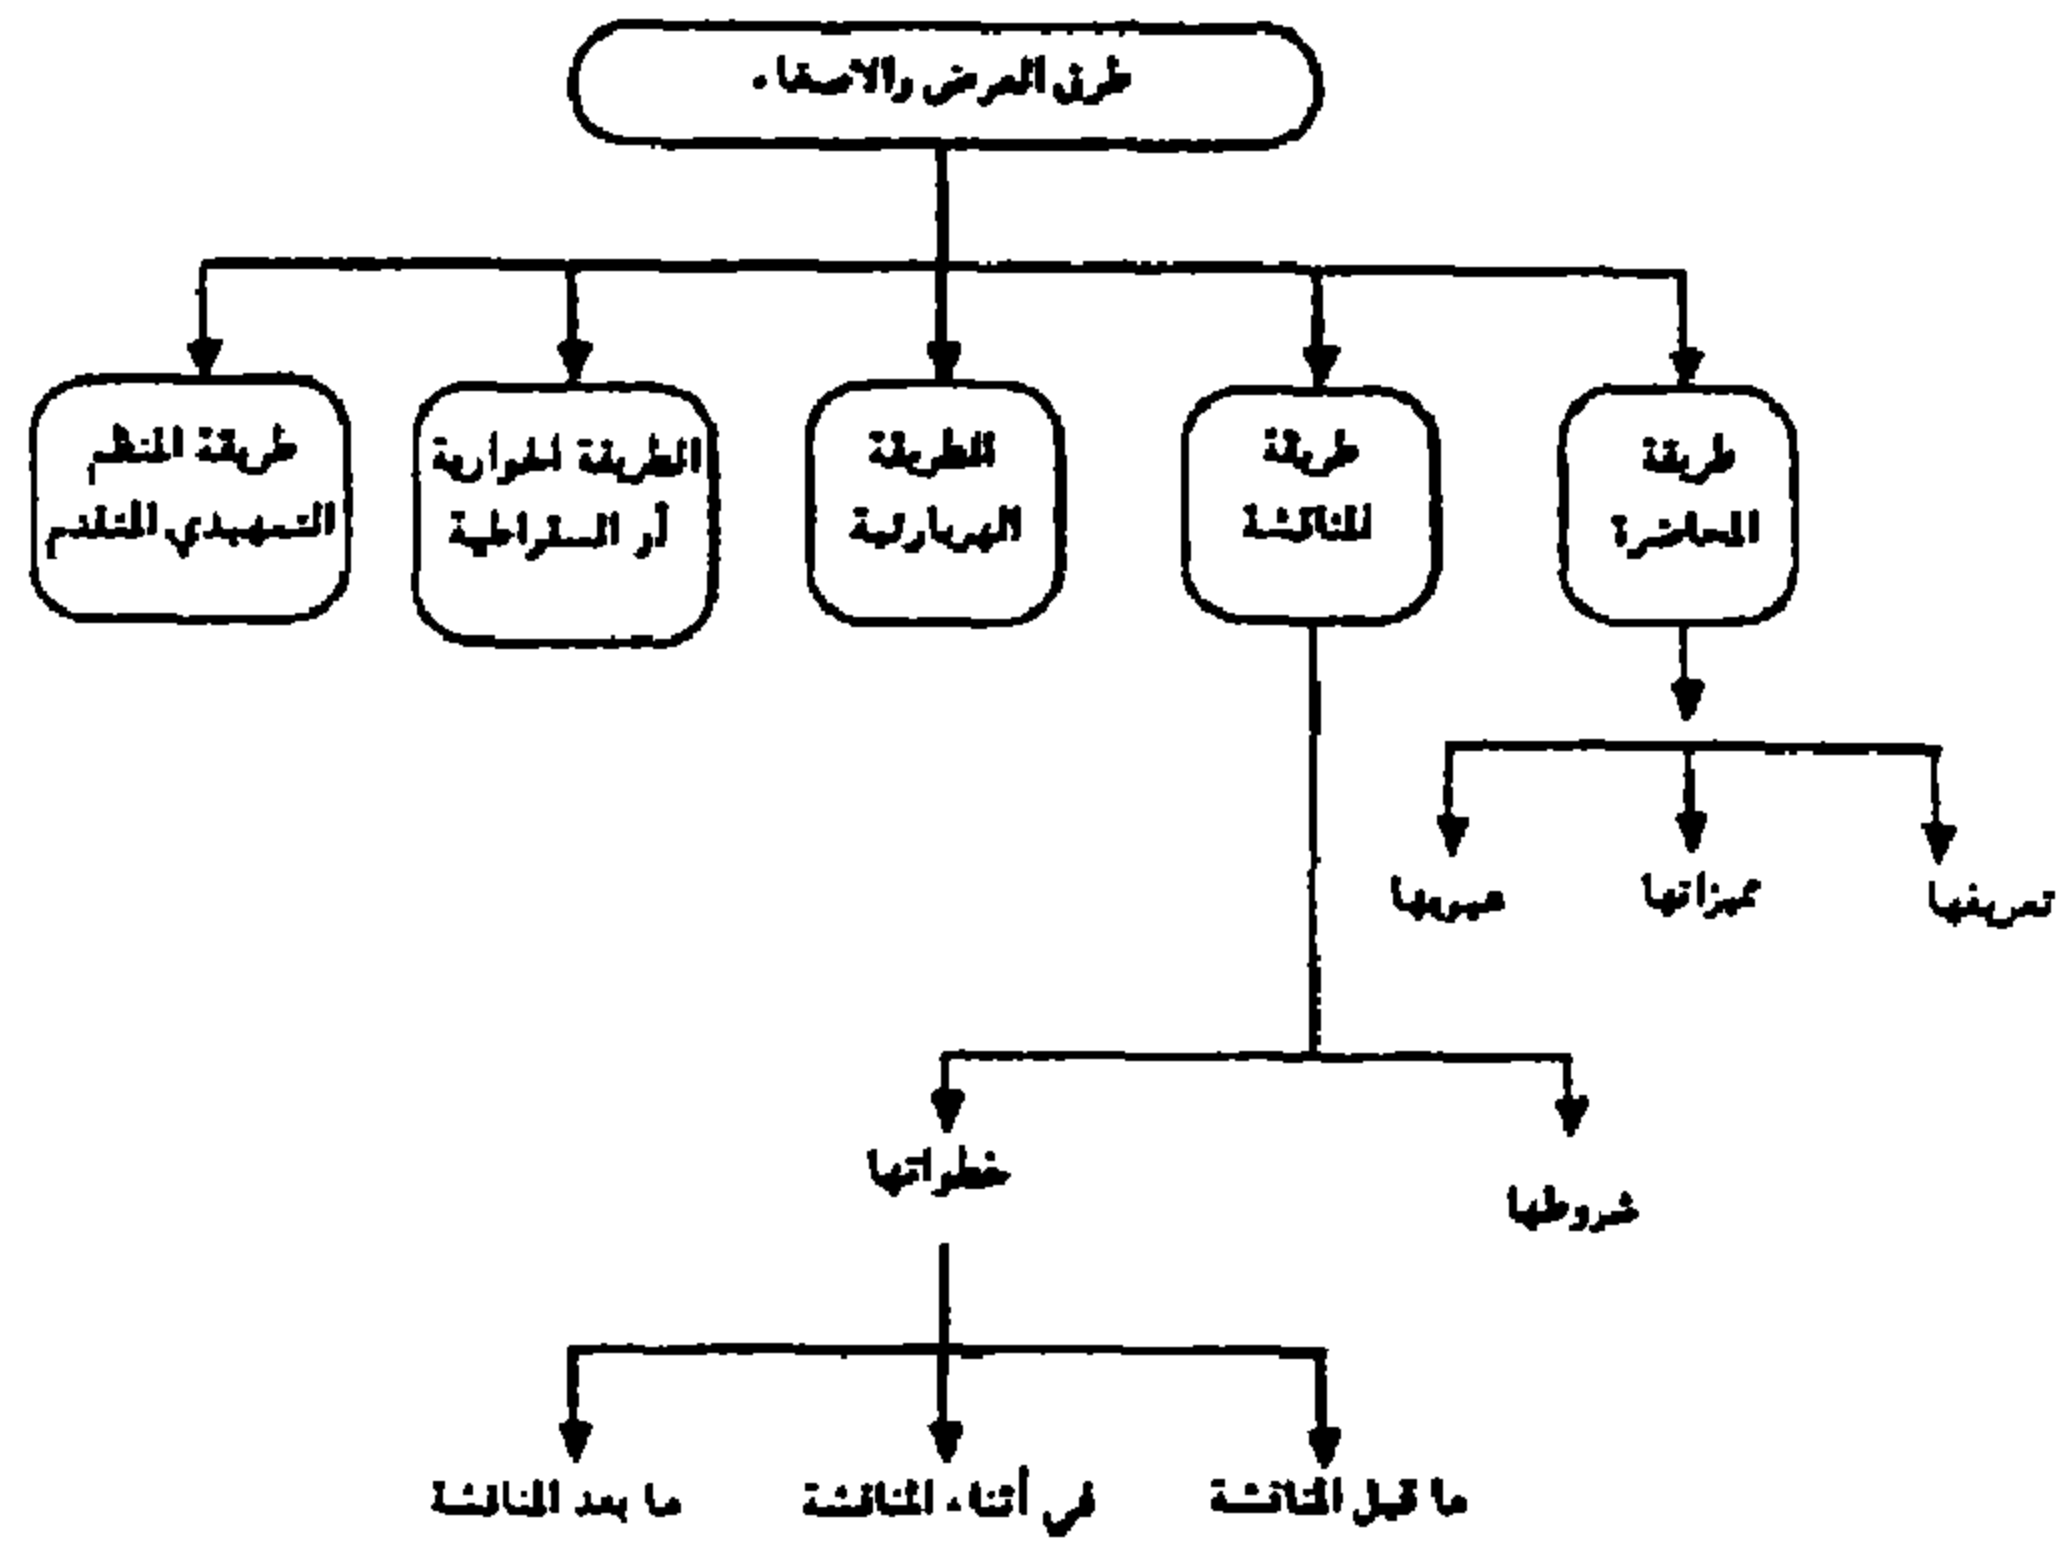 طرق العرض والاصغاء
طريقة
المحاضرة
طريقة
المناقشة
الطريقة
الهربارتية
الطريقة الحوارية
أو السقراطية
طريقة المنظم
التمهيدي المتقدم
تعريفها
مميزاتها
عيوبها
شروطها
خطواتها
ما قبل المناقشة
في أثناء المناقشة
ما بعد المناقشة